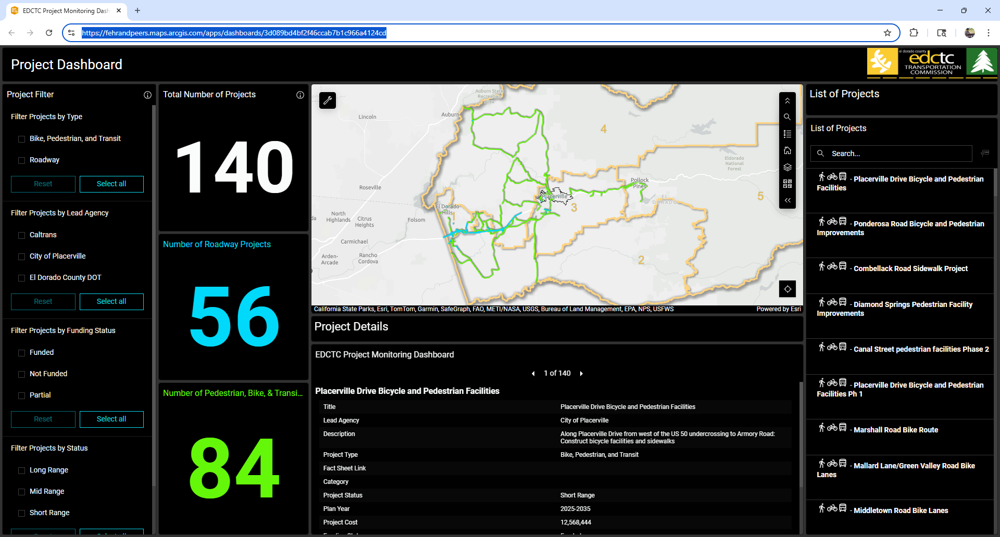 EDCTC Project Monitoring Dash
https://fehrandpeers.maps.arcgis.com/apps/dashboards/3d089bd4bf2f46ccab7b1c966a4124cd
Project Dashboard
el dorado county
edctc
TRANSPORTATION
COMMISSION
Project Filter
Filter Projects by Type
Bike, Pedestrian, and Transit
Roadway
Reset
Select all
Filter Projects by Lead Agency
Caltrans
City of Placerville
El Dorado County DOT
Reset
Select all
Filter Projects by Funding Status
Funded
Not Funded
Partial
Reset
Select all
Filter Projects by Status
Long Range
Mid Range
Short Range
Total Number of Projects
140
Number of Roadway Projects
56
Number of Pedestrian, Bike, & Transi...
84
Auburn State
Recreation
Area
Auburn
Lincoln
4
Eldorado
National
Forest
Roseville
Pollock
Pines
Placerville
EL
DORADO
5
3
El Dorado
Hills
1
North
Highlands
Citrus
Heights
Folsom
Carmichael
Arden-
Arcade
Rancho
Cordova
2
California State Parks, Esri, TomTom, Garmin, SafeGraph, FAO, METI/NASA, USGS, Bureau of Land Management, EPA, NPS, USFWS
Powered by Esri
Project Details
EDCTC Project Monitoring Dashboard
1 of 140
Placerville Drive Bicycle and Pedestrian Facilities
Title
Placerville Drive Bicycle and Pedestrian Facilities
Lead Agency
City of Placerville
Description
Along Placerville Drive from west of the US 50 undercrossing to Armory Road:
Construct bicycle facilities and sidewalks
Project Type
Bike, Pedestrian, and Transit
Fact Sheet Link
Category
Project Status
Short Range
Plan Year
2025-2035
Project Cost
12,568,444
List of Projects
List of Projects
Search...
- Placerville Drive Bicycle and Pedestrian
Facilities
- Ponderosa Road Bicycle and Pedestrian
Improvements
- Combellack Road Sidewalk Project
- Diamond Springs Pedestrian Facility
Improvements
- Canal Street pedestrian facilities Phase 2
- Placerville Drive Bicycle and Pedestrian
Facilities Ph 1
- Marshall Road Bike Route
- Mallard Lane/Green Valley Road Bike
Lanes
- Middletown Road Bike Lanes